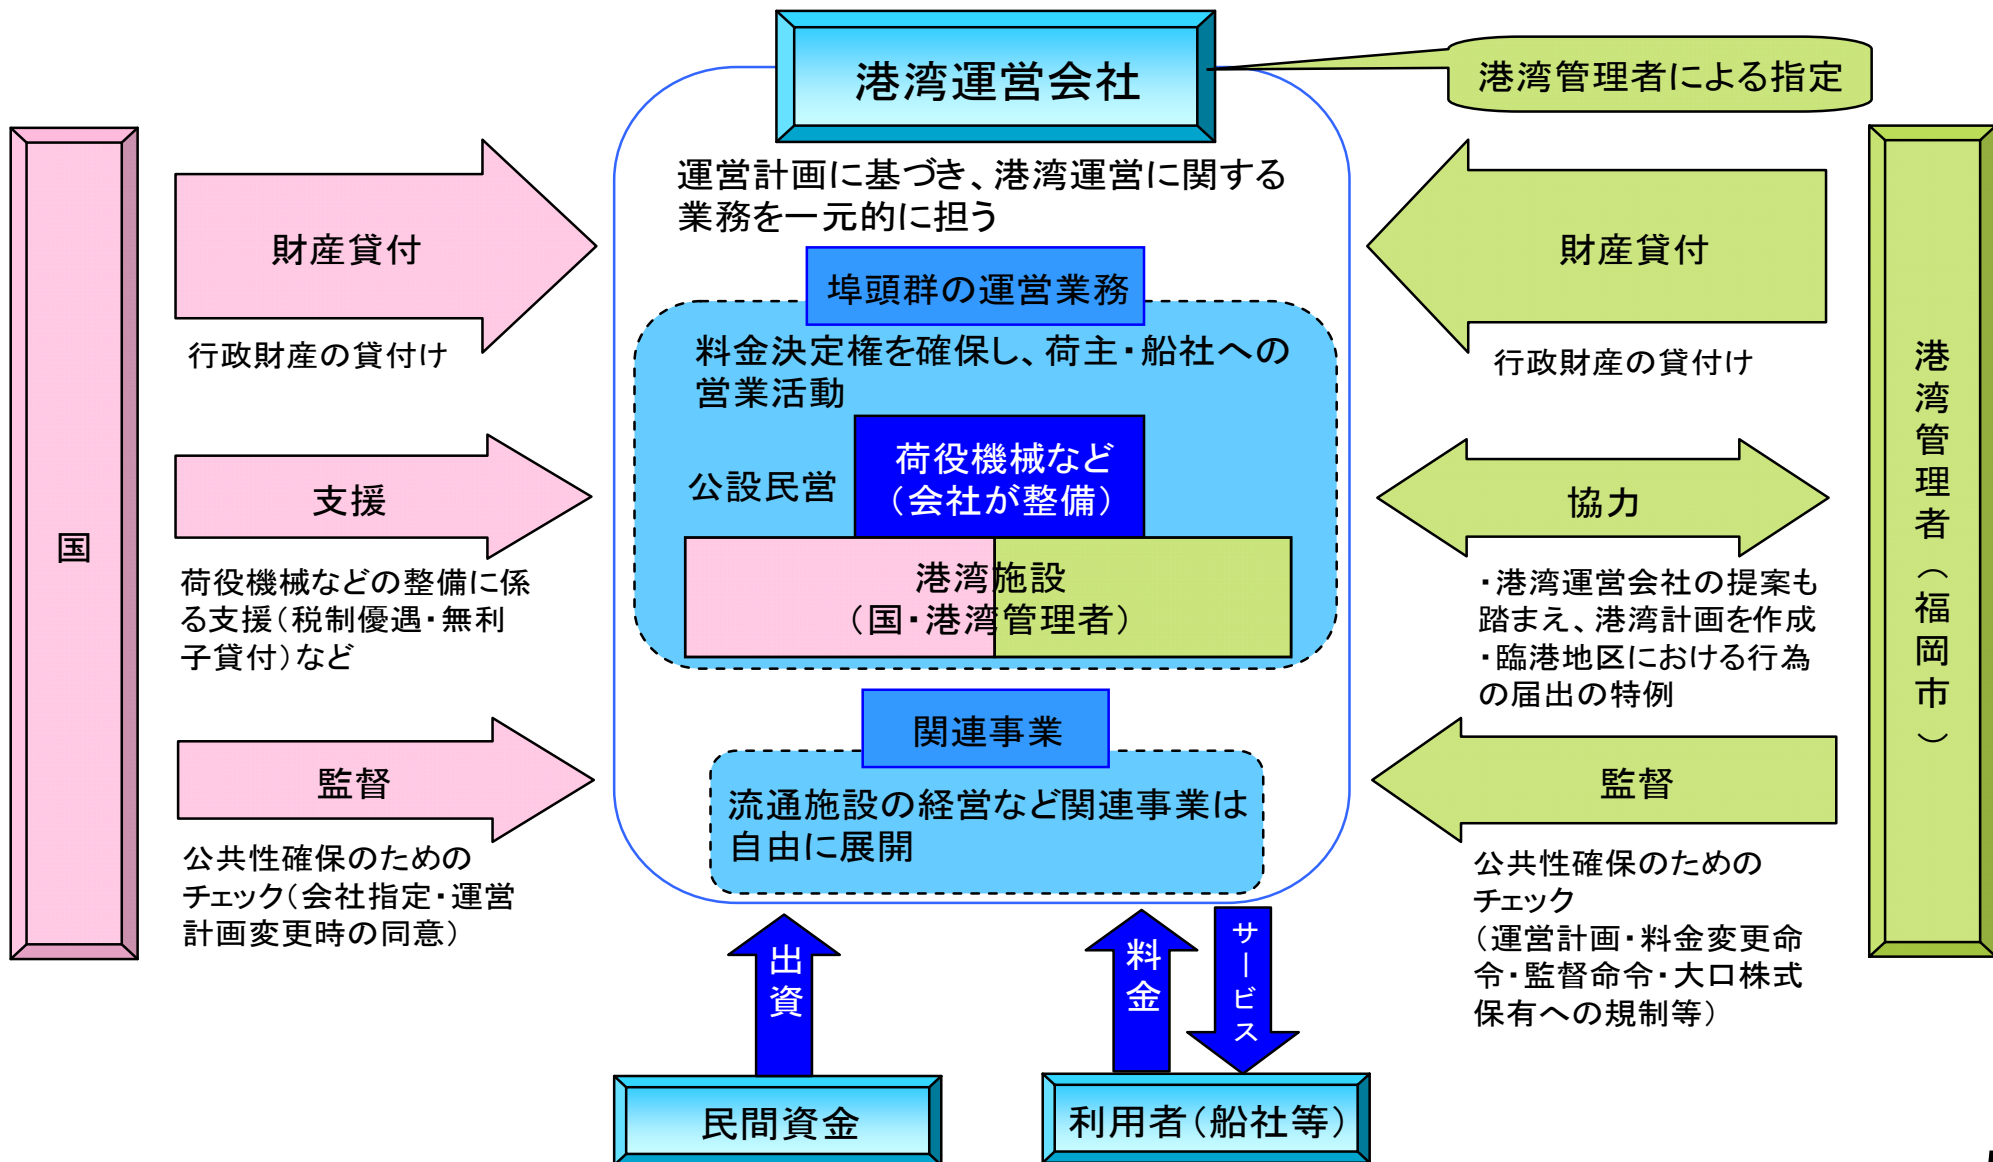 港湾運営会社
港湾管理者による指定
運営計画に基づき、港湾運営に関する
業務を一元的に担う
国
財産貸付
行政財産の貸付け
支援
荷役機械などの整備に係
る支援（税制優遇・無利
子貸付）など
監督
公共性確保のための
チェック（会社指定・運営
計画変更時の同意）
埠頭群の運営業務
料金決定権を確保し、荷主・船社への
営業活動
公設民営
荷役機械など
（会社が整備）
港湾施設
（国・港湾管理者）
関連事業
流通施設の経営など関連事業は
自由に展開
財産貸付
行政財産の貸付け
協力
・港湾運営会社の提案も
踏まえ、港湾計画を作成
・臨港地区における行為
の届出の特例
監督
公共性確保のための
チェック
（運営計画・料金変更命
令・監督命令・大口株式
保有への規制等）
港湾管理者（福岡市）
出資
料金
サービス
民間資金
利用者（船社等）